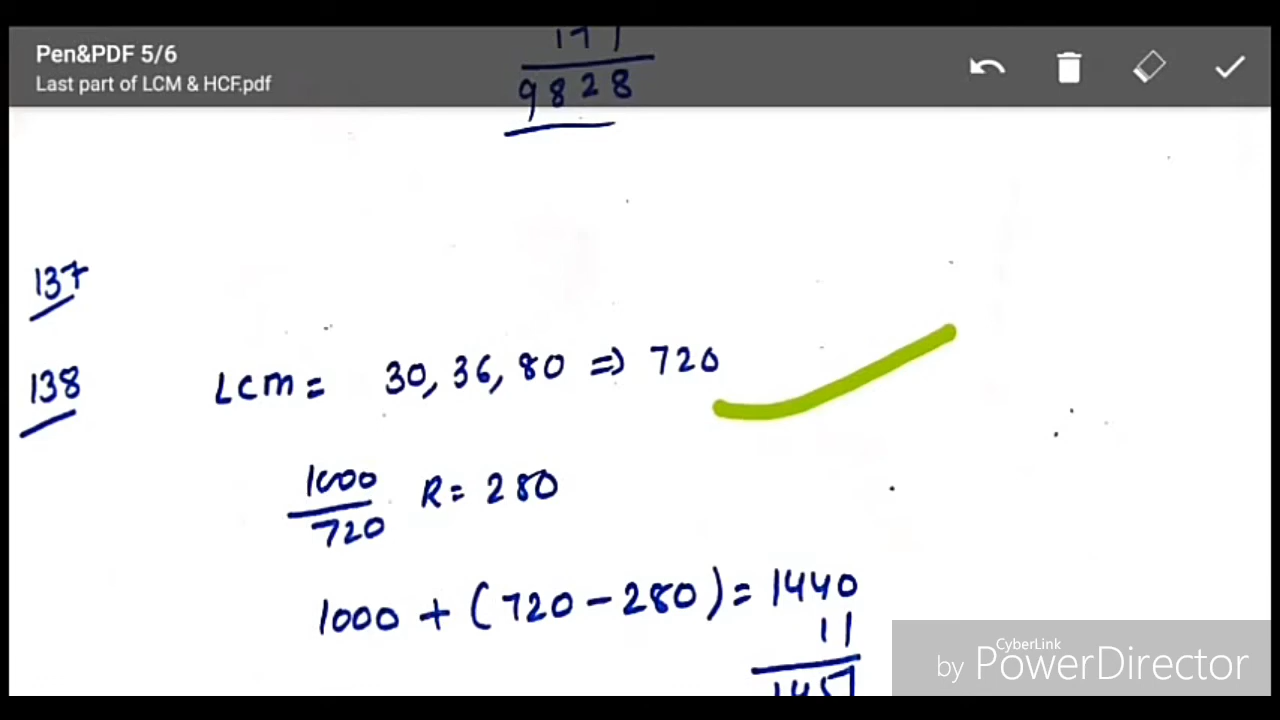 Pen&PDF 5/6
Last part of LCM & HCF.pdf
9828
137
138
LCM = 30, 36, 80 => 720
1000
720
R = 280
1000 + (720 - 280) = 1440
11
1451
CyberLink
by PowerDirector